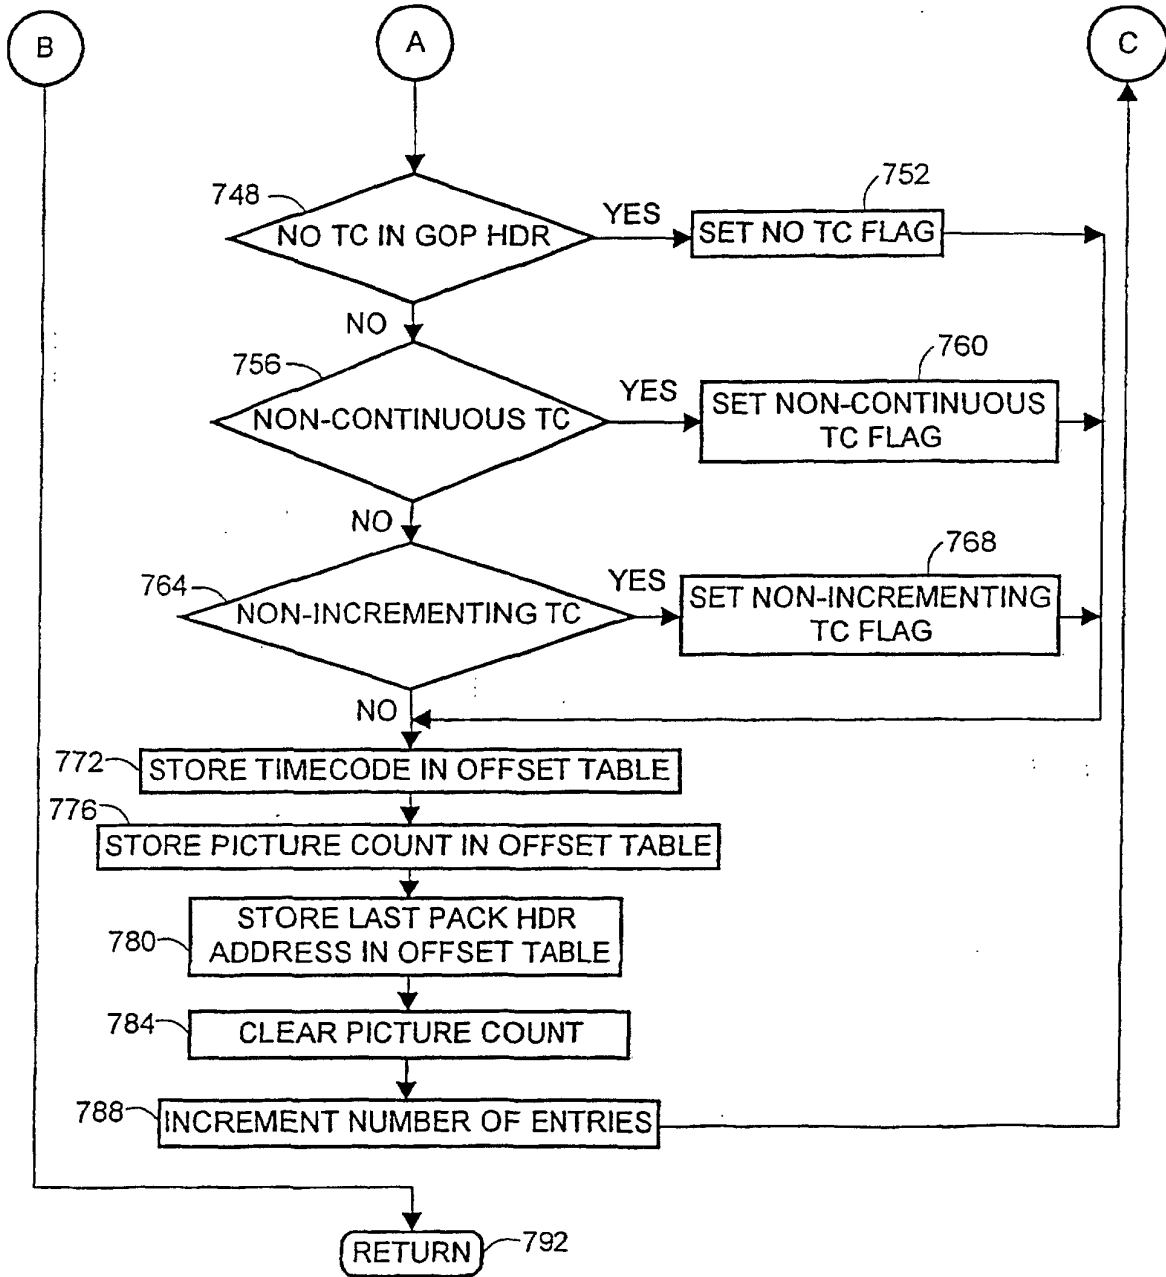 B
A
C
748
NO TC IN GOP HDR
YES
752
SET NO TC FLAG
NO
756
NON-CONTINUOUS TC
YES
760
SET NON-CONTINUOUS
TC FLAG
NO
764
NON-INCREMENTING TC
YES
768
SET NON-INCREMENTING
TC FLAG
NO
772
STORE TIMECODE IN OFFSET TABLE
776
STORE PICTURE COUNT IN OFFSET TABLE
780
STORE LAST PACK HDR
ADDRESS IN OFFSET TABLE
784
CLEAR PICTURE COUNT
788
INCREMENT NUMBER OF ENTRIES
RETURN
792